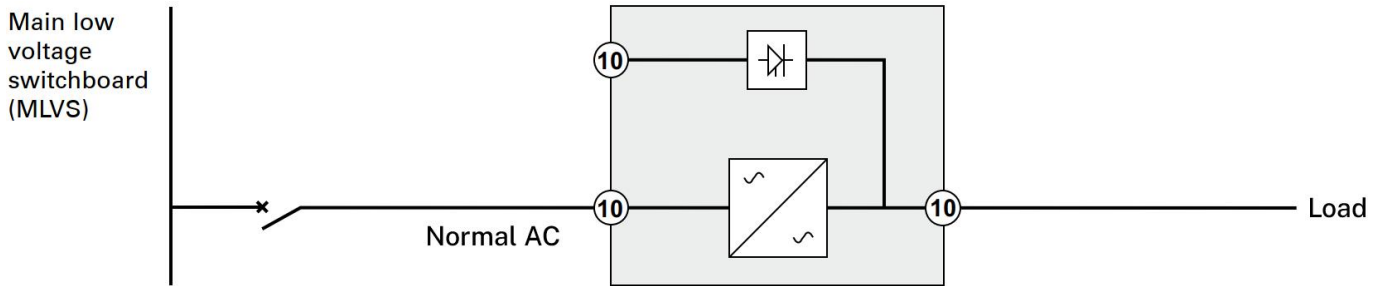 Main low
voltage
switchboard
(MLVS)
10
10
10
Normal AC
Load